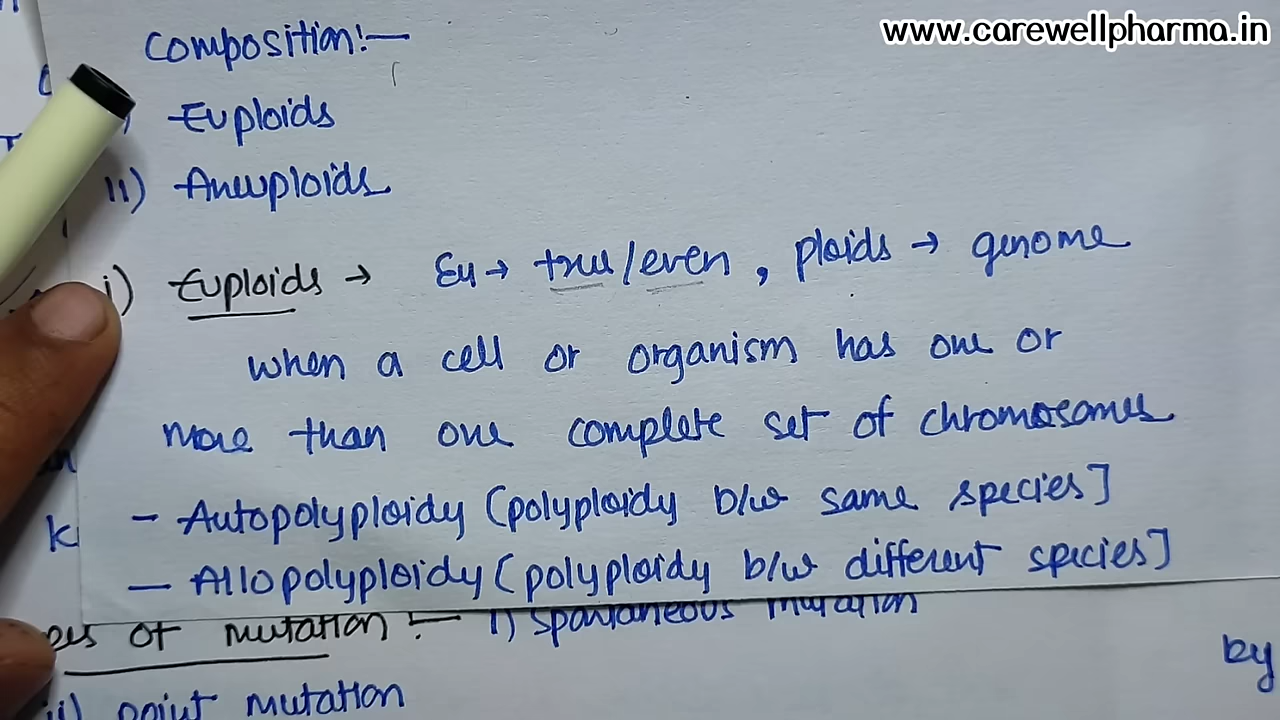 www.carewellpharma.in
Composition:—
Euploids
ii) Aneuploids
i) Euploids → Eu → true/even, ploids → genome
when a cell or organism has one or
more than one complete set of chromosomes
- Autopolyploidy (polyploidy b/w same species]
— Allopolyploidy (polyploidy b/w different species]
of mutation :— i) spontaneous mutation
by
ii) point mutation